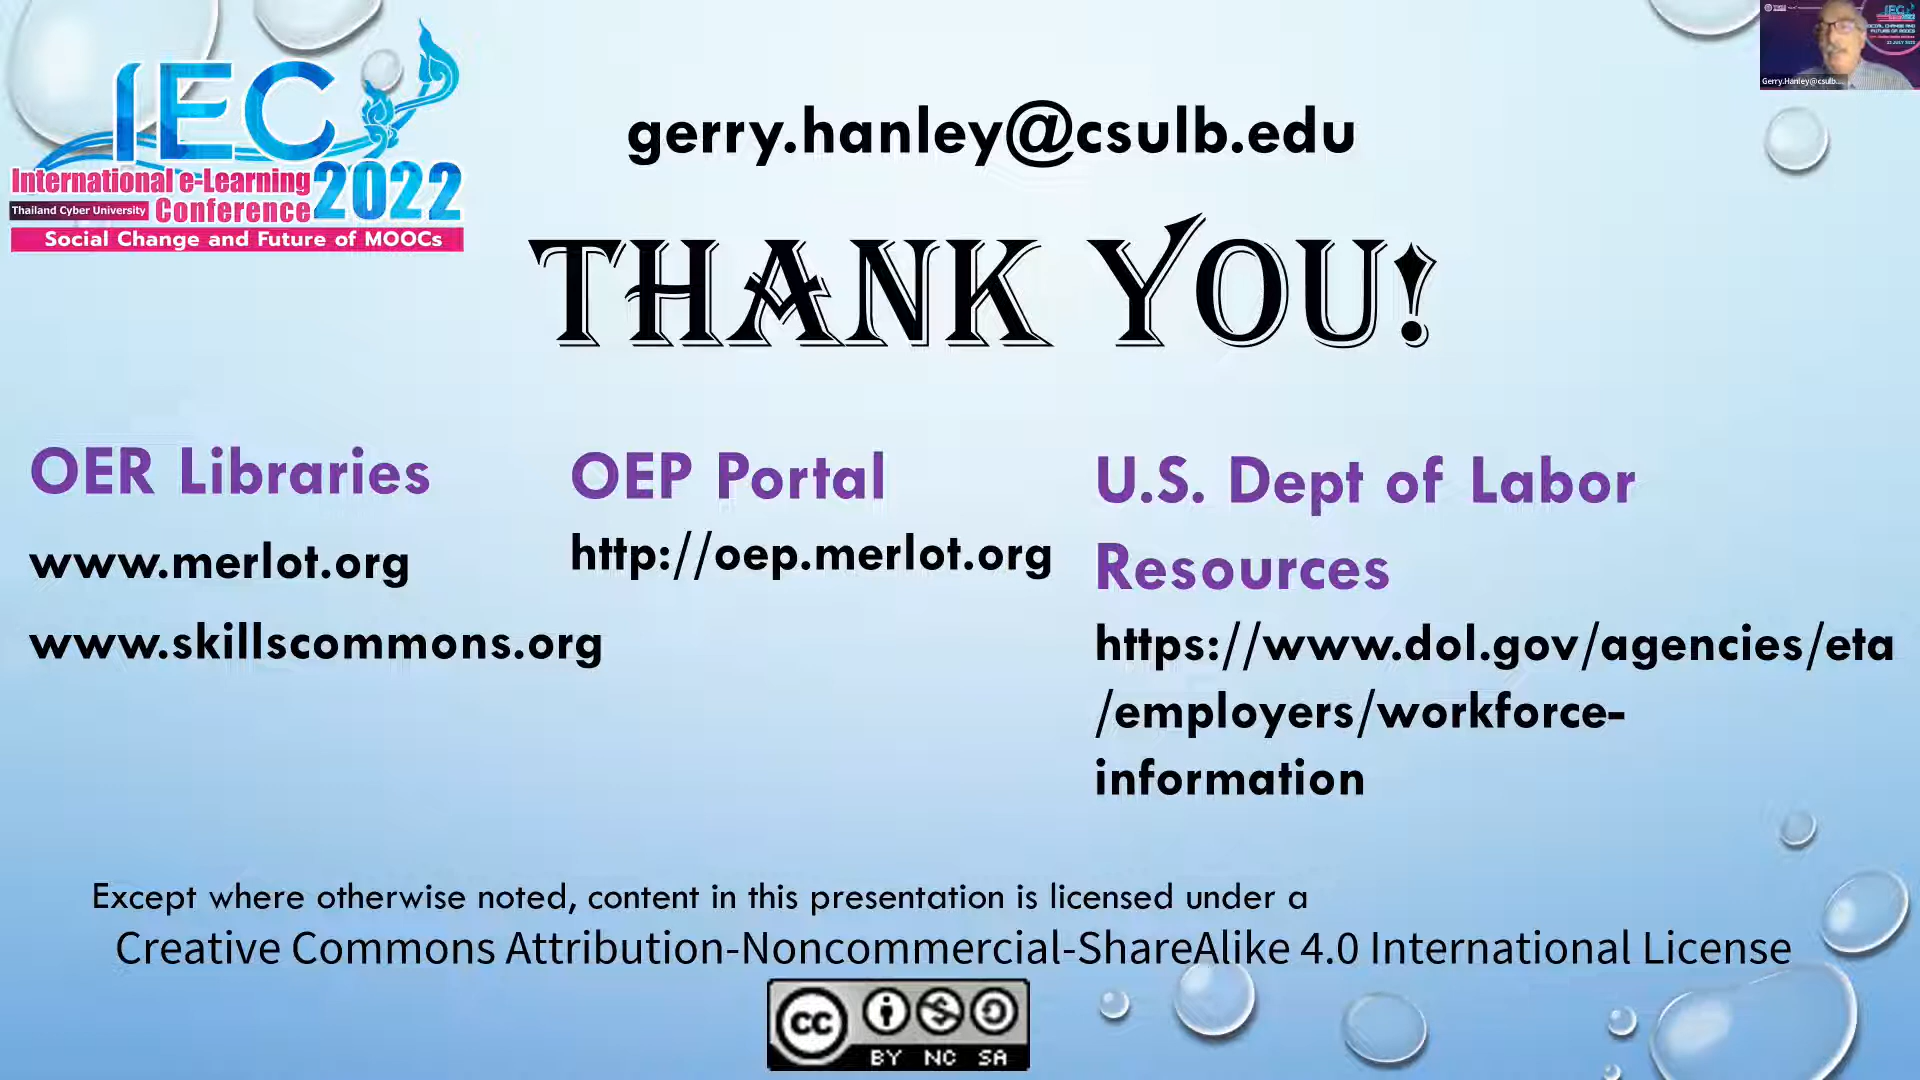 IEC
International e-Learning
Thailand Cyber University
Conference
2022
Social Change and Future of MOOCs
Gerry.Hanley@csulb....
gerry.hanley@csulb.edu
THANK YOU!
OER Libraries
www.merlot.org
www.skillscommons.org
OEP Portal
http://oep.merlot.org
U.S. Dept of Labor
Resources
https://www.dol.gov/agencies/eta
/employers/workforce-
information
Except where otherwise noted, content in this presentation is licensed under a
Creative Commons Attribution-Noncommercial-ShareAlike 4.0 International License
cc
BY NC SA